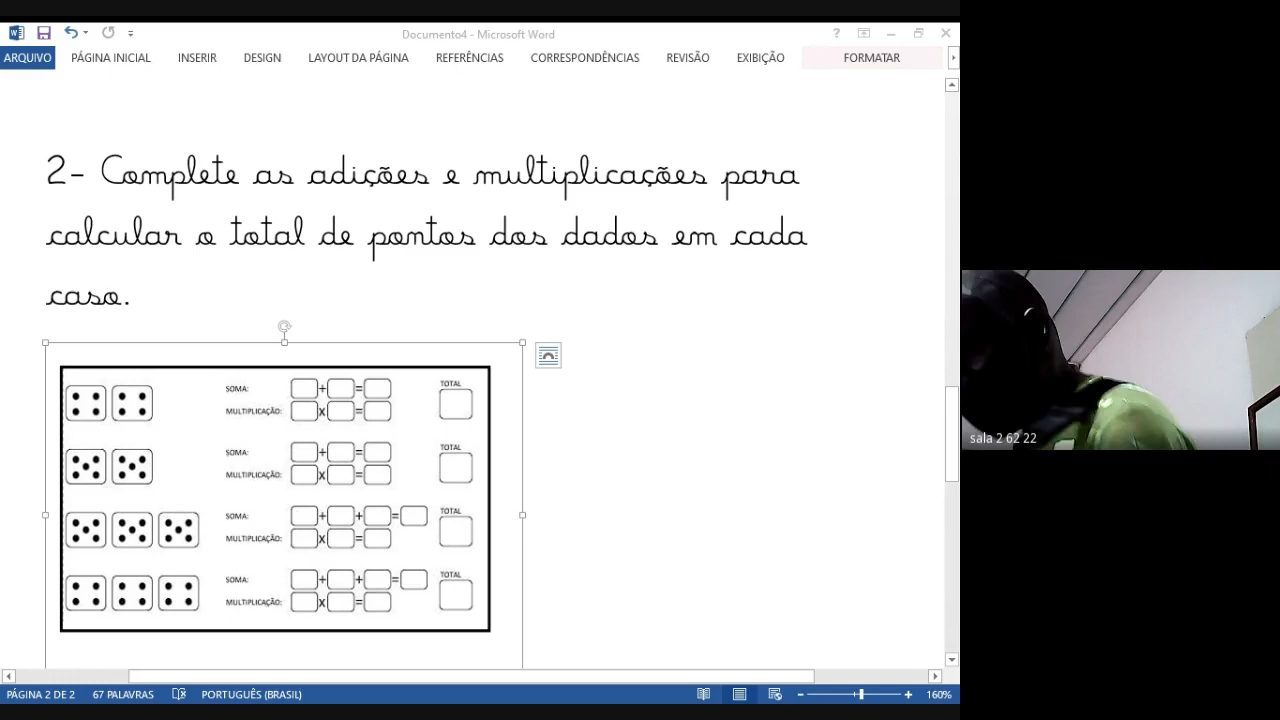 Documento4 - Microsoft Word
ARQUIVO PÁGINA INICIAL INSERIR DESIGN LAYOUT DA PÁGINA REFERÊNCIAS CORRESPONDÊNCIAS REVISÃO EXIBIÇÃO FORMATAR
2- Complete as adições e multiplicações para
calcular o total de pontos dos dados em cada
caso.
SOMA: + = TOTAL
MULTIPLICAÇÃO: x =
SOMA: + = TOTAL
MULTIPLICAÇÃO: x =
SOMA: + + = TOTAL
MULTIPLICAÇÃO: x =
SOMA: + + = TOTAL
MULTIPLICAÇÃO: x =
sala 2 62 22
PÁGINA 2 DE 2 67 PALAVRAS PORTUGUÊS (BRASIL) 160%